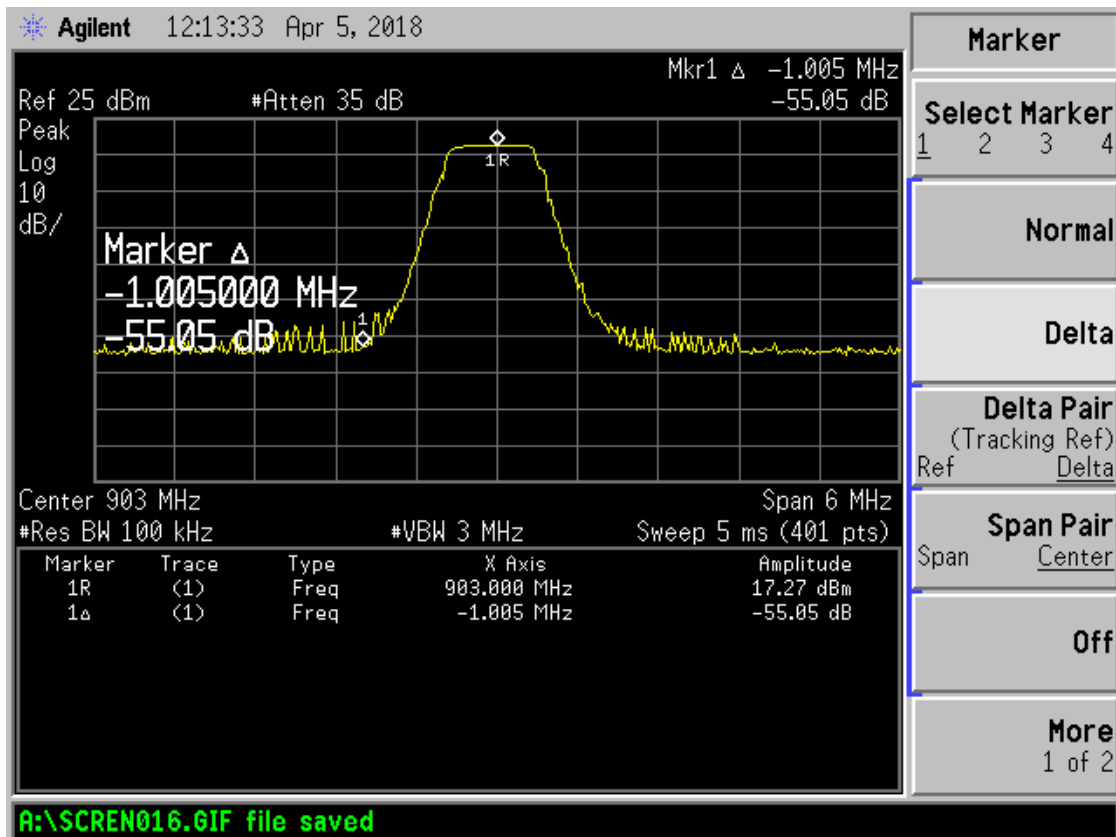 Agilent 12:13:33 Apr 5, 2018
Mkr1 Δ -1.005 MHz
Ref 25 dBm #Atten 35 dB -55.05 dB
Peak
Log
10
dB/
1R
Marker Δ
-1.005000 MHz
-55.05 dB
1
Center 903 MHz Span 6 MHz
#Res BW 100 kHz #VBW 3 MHz Sweep 5 ms (401 pts)
Marker Trace Type X Axis Amplitude
1R (1) Freq 903.000 MHz 17.27 dBm
1Δ (1) Freq -1.005 MHz -55.05 dB
A:\SCREN016.GIF file saved
Marker
Select Marker
1 2 3 4
Normal
Delta
Delta Pair
(Tracking Ref)
Ref Delta
Span Pair
Span Center
Off
More
1 of 2